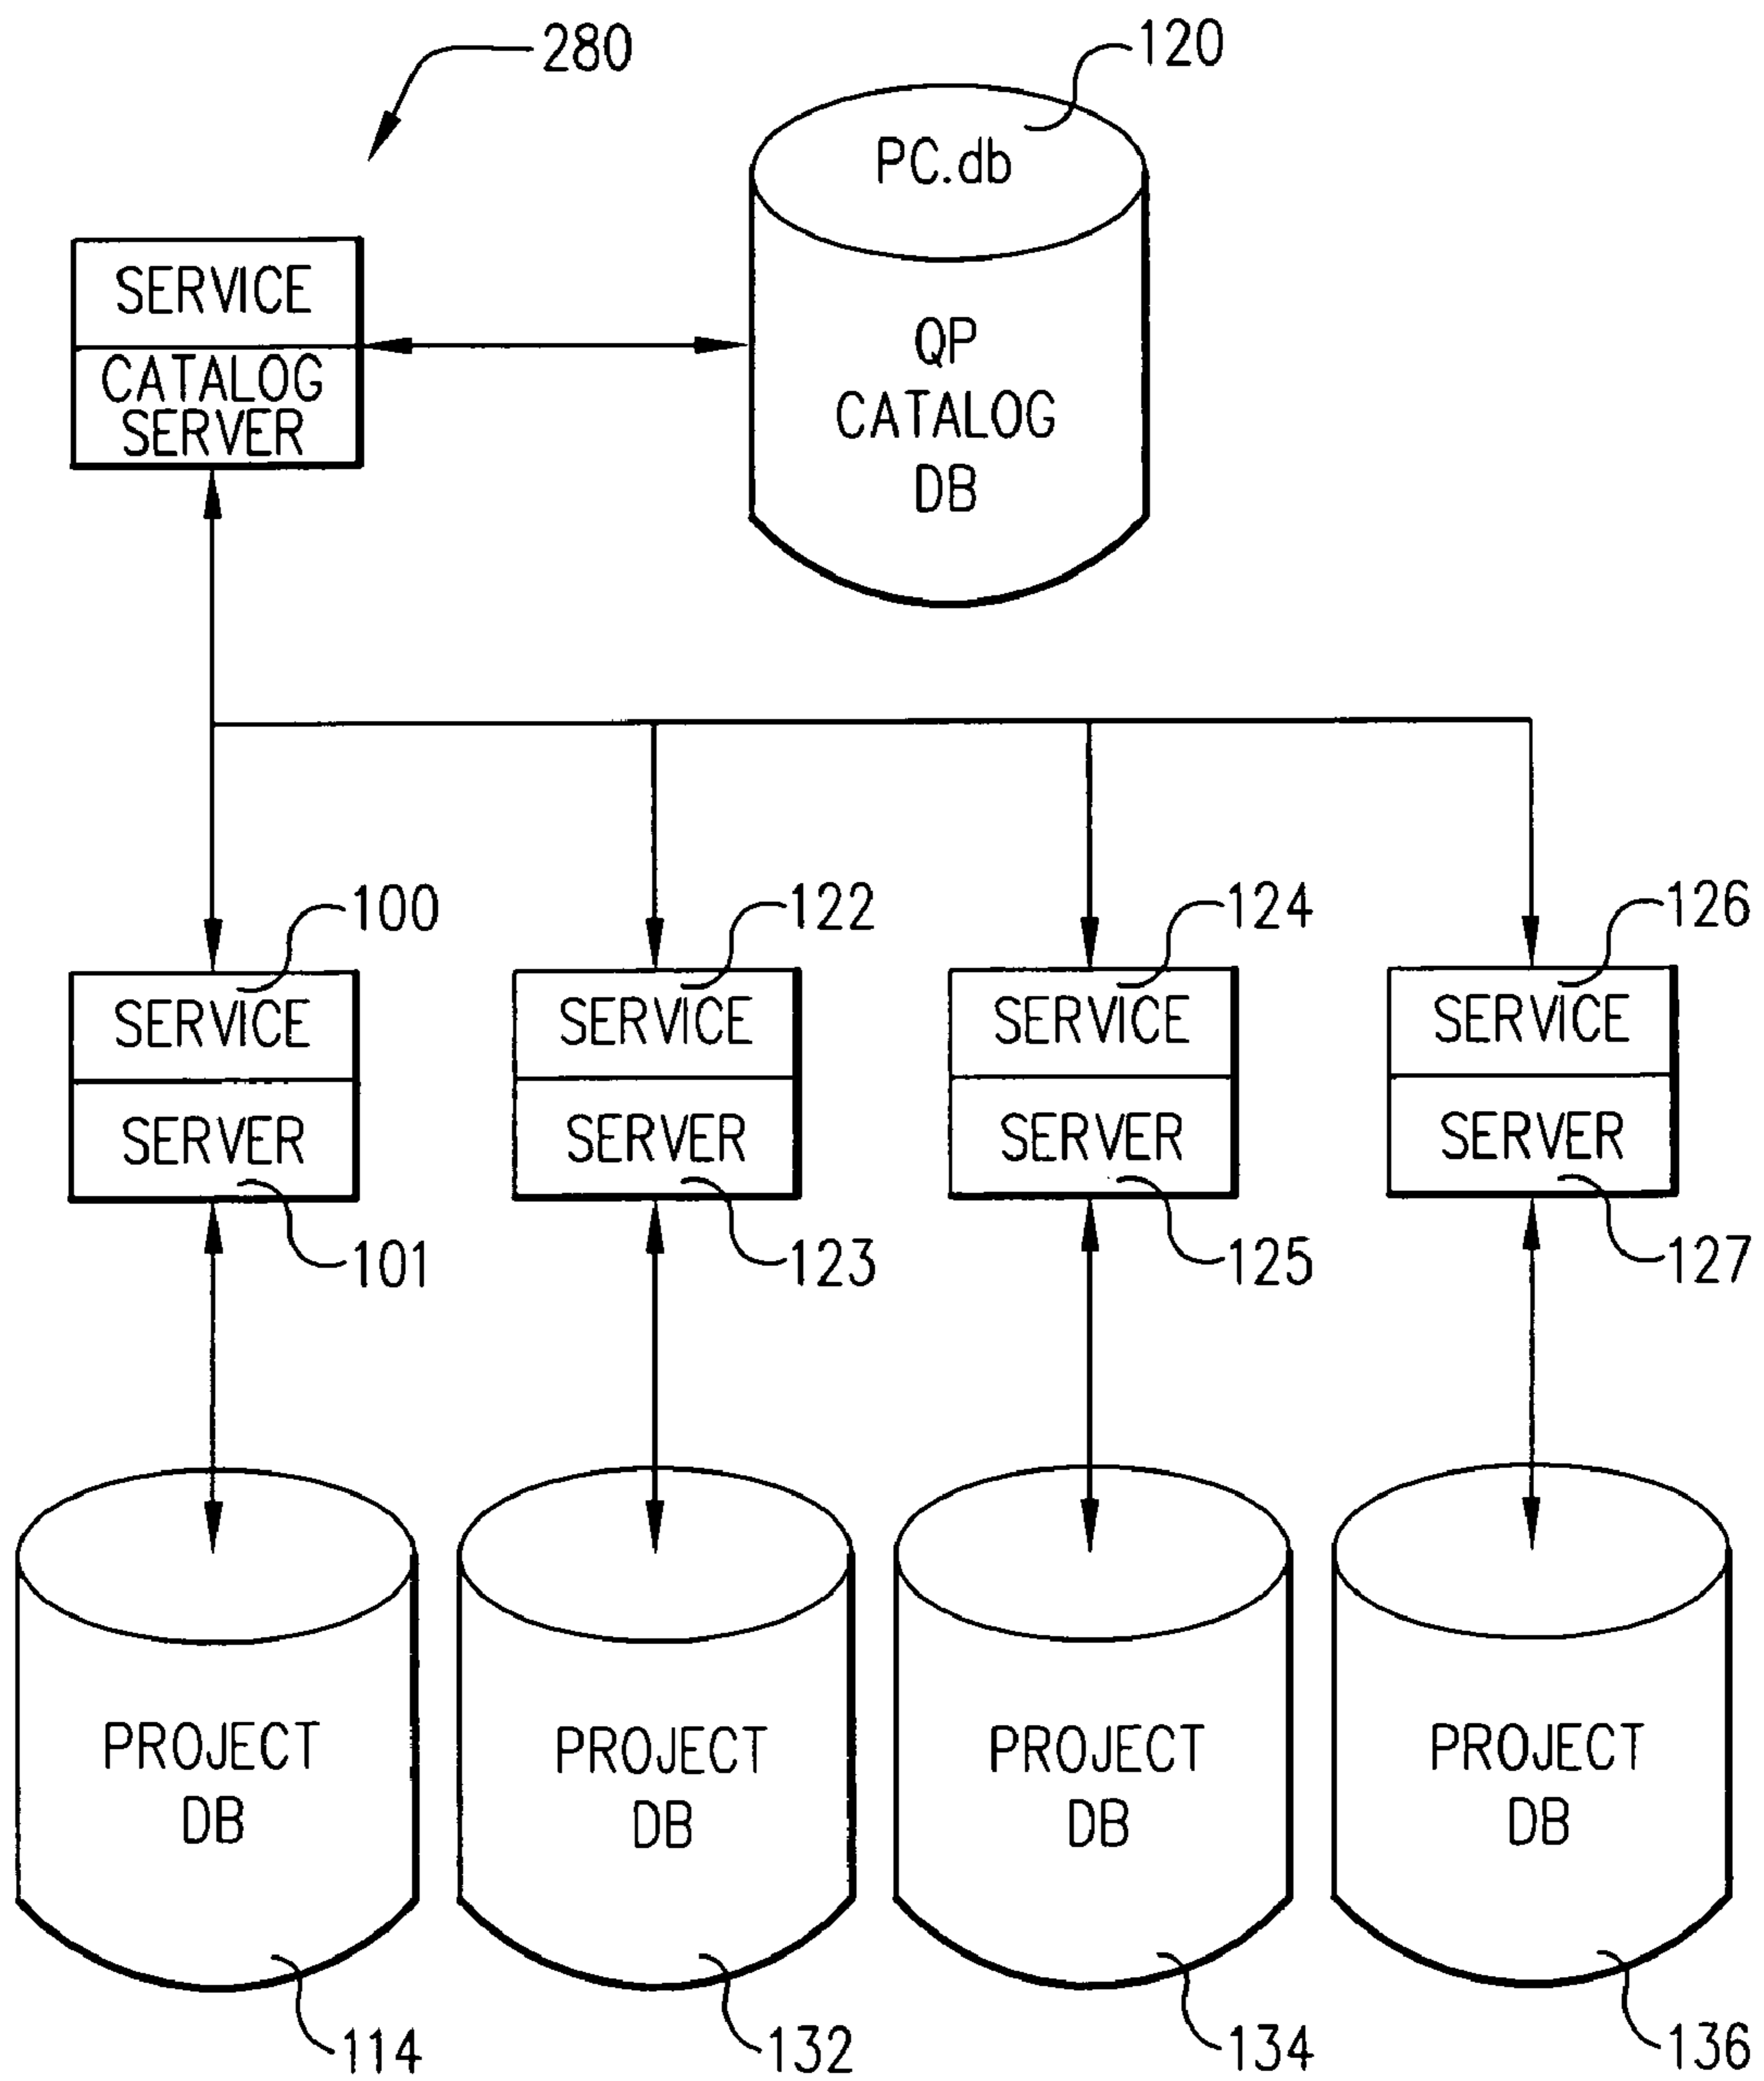 280
120
PC.db
SERVICE
CATALOG
SERVER
QP
CATALOG
DB
100
122
124
126
SERVICE
SERVICE
SERVICE
SERVICE
SERVER
SERVER
SERVER
SERVER
101
123
125
127
PROJECT
DB
PROJECT
DB
PROJECT
DB
PROJECT
DB
114
132
134
136